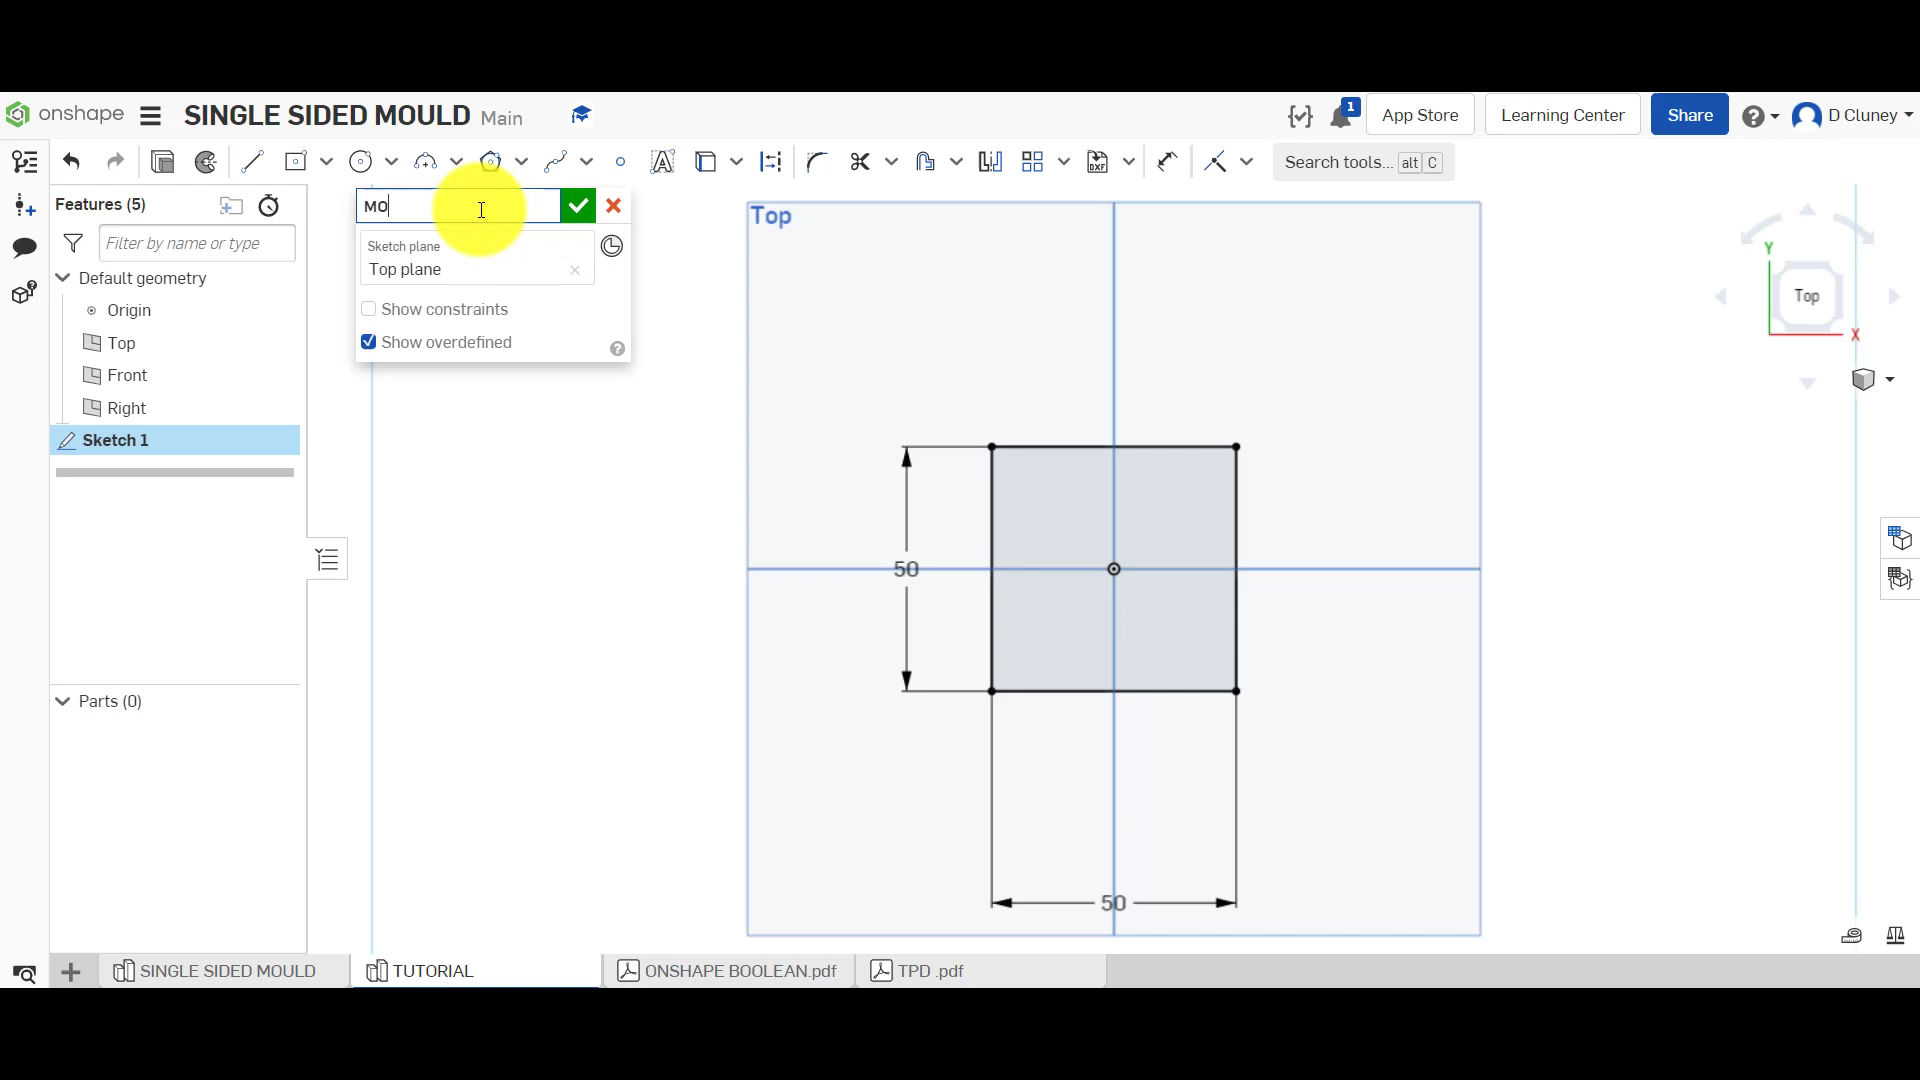 onshape SINGLE SIDED MOULD Main 1 App Store Learning Center Share D Cluney
Search tools... alt C
Features (5)
Filter by name or type
Default geometry
Origin
Top
Front
Right
Sketch 1
Parts (0)
MO
Sketch plane
Top plane
Show constraints
Show overdefined
Top
50
50
Y
Top
X
SINGLE SIDED MOULD TUTORIAL ONSHAPE BOOLEAN.pdf TPD .pdf